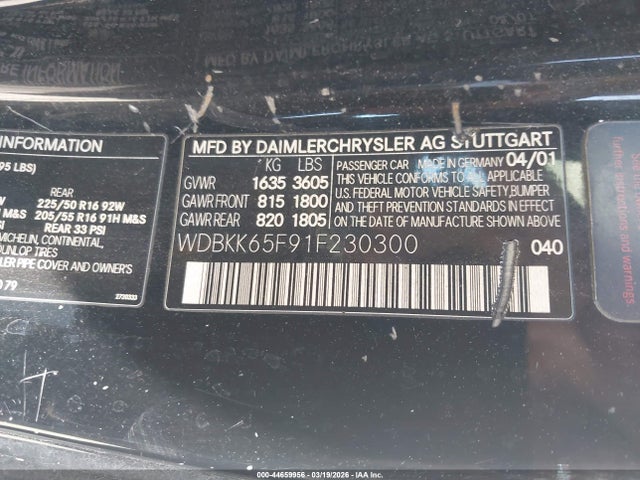 INFORMATION
95 LBS)
REAR
225/50 R16 92W
M&S 205/55 R16 91H M&S
REAR 33 PSI
MICHELIN, CONTINENTAL,
DUNLOP TIRES
PIPE COVER AND OWNER'S
079
2730333
MFD BY DAIMLERCHRYSLER AG STUTTGART
KG LBS
GVWR 1635 3605
GAWR FRONT 815 1800
GAWR REAR 820 1805
PASSENGER CAR MADE IN GERMANY 04/01
THIS VEHICLE CONFORMS TO ALL APPLICABLE
U.S. FEDERAL MOTOR VEHICLE SAFETY, BUMPER
AND THEFT PREVENTION STANDARDS IN EFFECT
ON THE DATE OF MANUFACTURE SHOWN ABOVE.
WDBKK65F91F230300
040
000-44659956 - 03/19/2026 - IAA Inc.